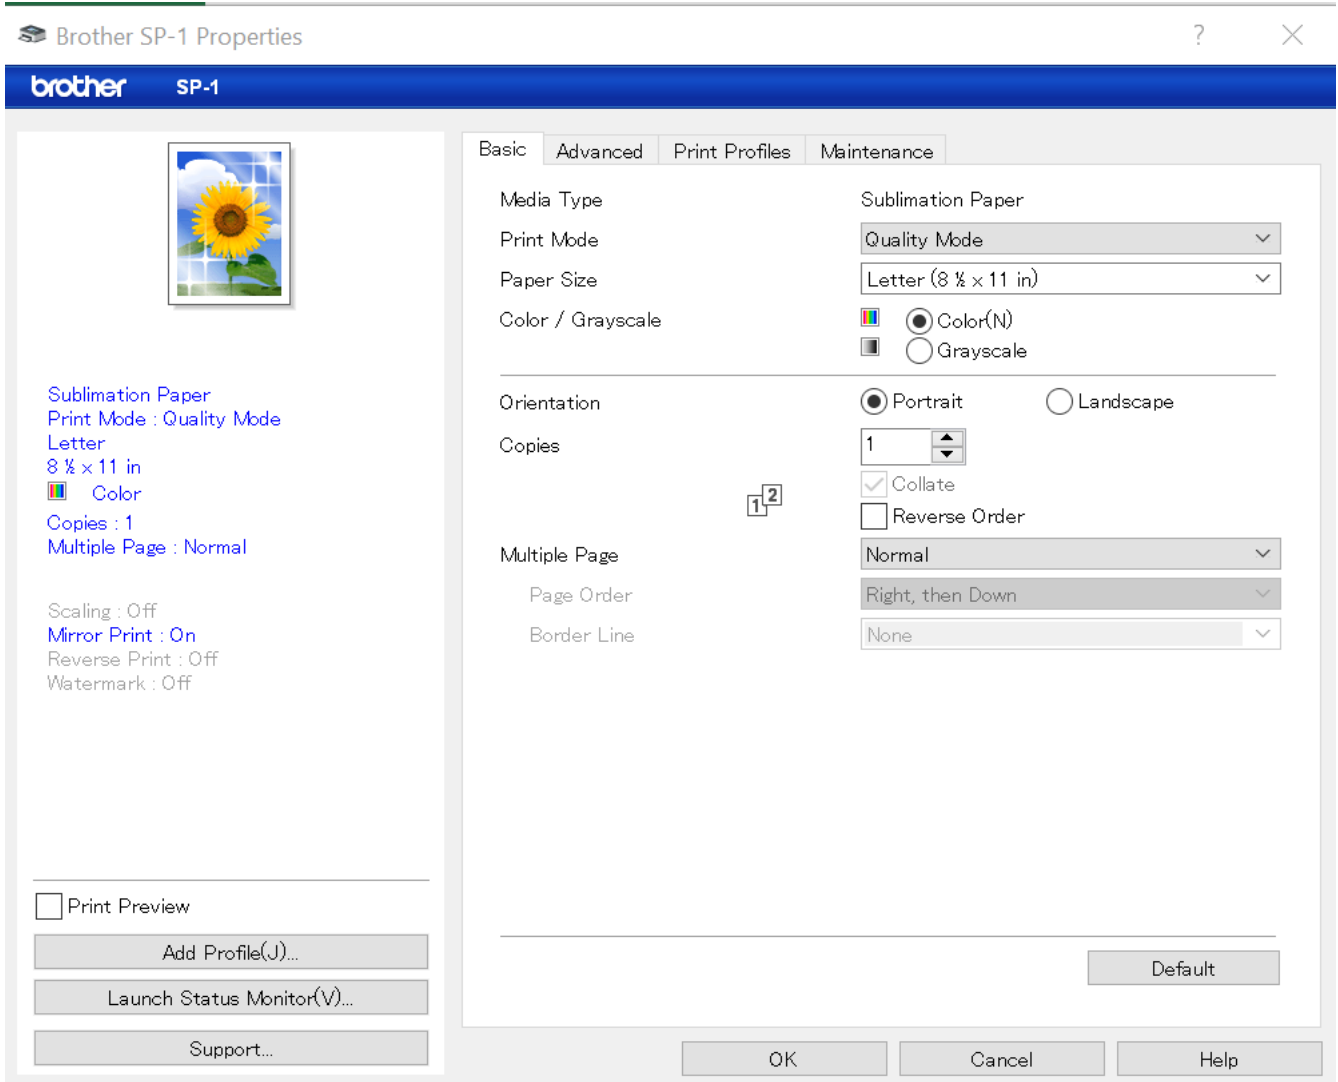 Brother SP-1 Properties
brother SP-1
Sublimation Paper
Print Mode : Quality Mode
Letter
8 ½ x 11 in
Color
Copies : 1
Multiple Page : Normal
Scaling : Off
Mirror Print : On
Reverse Print : Off
Watermark : Off
Print Preview
Add Profile(J)...
Launch Status Monitor(V)...
Support...
Basic Advanced Print Profiles Maintenance
Media Type Sublimation Paper
Print Mode Quality Mode
Paper Size Letter (8 ½ x 11 in)
Color / Grayscale Color(N)
Grayscale
Orientation Portrait Landscape
Copies 1
Collate
1 2
Reverse Order
Multiple Page Normal
Page Order Right, then Down
Border Line None
Default
OK Cancel Help